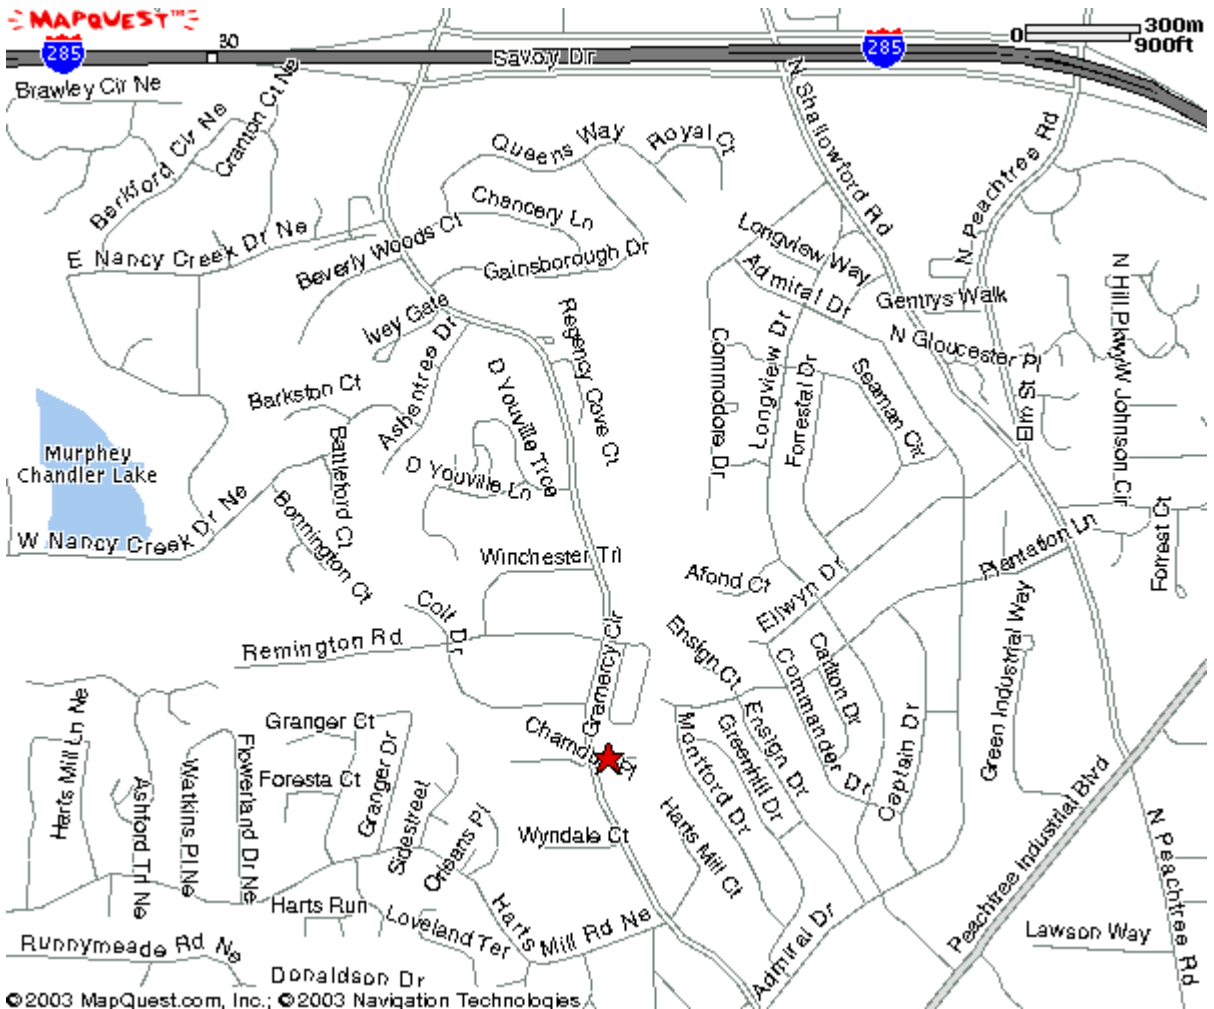 MAPQUEST™
285
30
Savoy Dr
285
0
300m
900ft
Brawley Cir Ne
Berkford Cir Ne
Cranton Ct Ne
Queens Way
Royal Ct
N Shallowford Rd
N Peachtree Rd
Chancery Ln
E Nancy Creek Dr Ne
Beverly Woods Ct
Gainsborough Dr
Longview Way
Admiral Dr
Gentrys Walk
N Hill Pkwy
Ivey Gate
Ashentree Dr
Regency Cove Ct
Commodore Dr
Longview Dr
Forrestal Dr
N Gloucester Pl
Seaman Cir
Elm St
W Johnson Cir
Barkston Ct
D Youville Trce
Murphey
Chandler Lake
Battleford Ct
D Youville Ln
W Nancy Creek Dr Ne
Bonnington Ct
Winchester Trl
Afond Ct
Ellwyn Dr
Plantation Ln
Forrest Ct
Colt Dr
Remington Rd
Gramercy Cir
Ensign Ct
Commander Dr
Carlton Dr
Green Industrial Way
Harts Mill Ln Ne
Granger Ct
Granger Dr
Foresta Ct
Flowerland Dr Ne
Watkins Pl Ne
Ashford Trl Ne
Sidestreet
Orleans Pl
Wyndale Ct
Harts Mill Ct
Montford Dr
Greenhill Dr
Ensign Dr
Captain Dr
Peachtree Industrial Blvd
N Peachtree Rd
Harts Run
Loveland Ter
Harts Mill Rd Ne
Admiral Dr
Lawson Way
Runnymeade Rd Ne
Donaldson Dr
©2003 MapQuest.com, Inc.; ©2003 Navigation Technologies